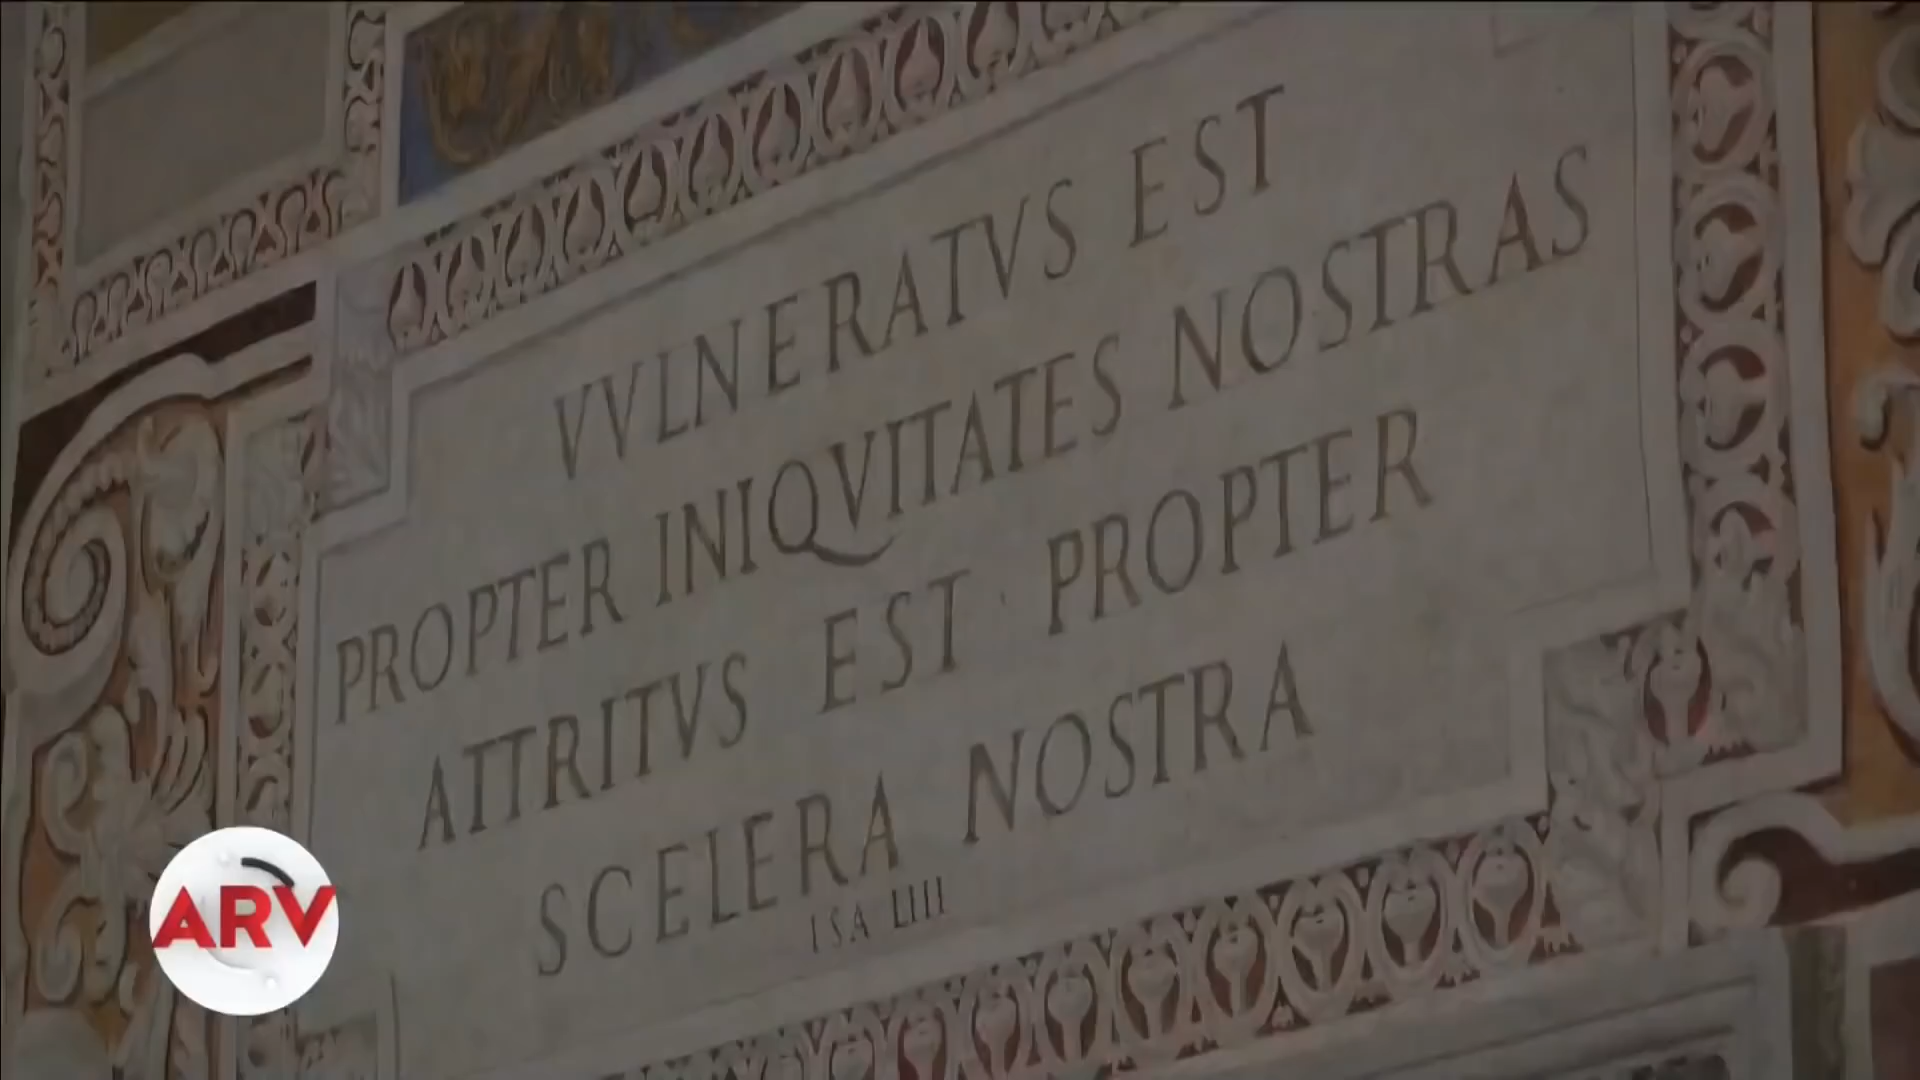 VVLNERATVS EST
PROPTER INIQVITATES NOSTRAS
ATTRITVS EST · PROPTER
SCELERA NOSTRA
ISA LIII
ARV